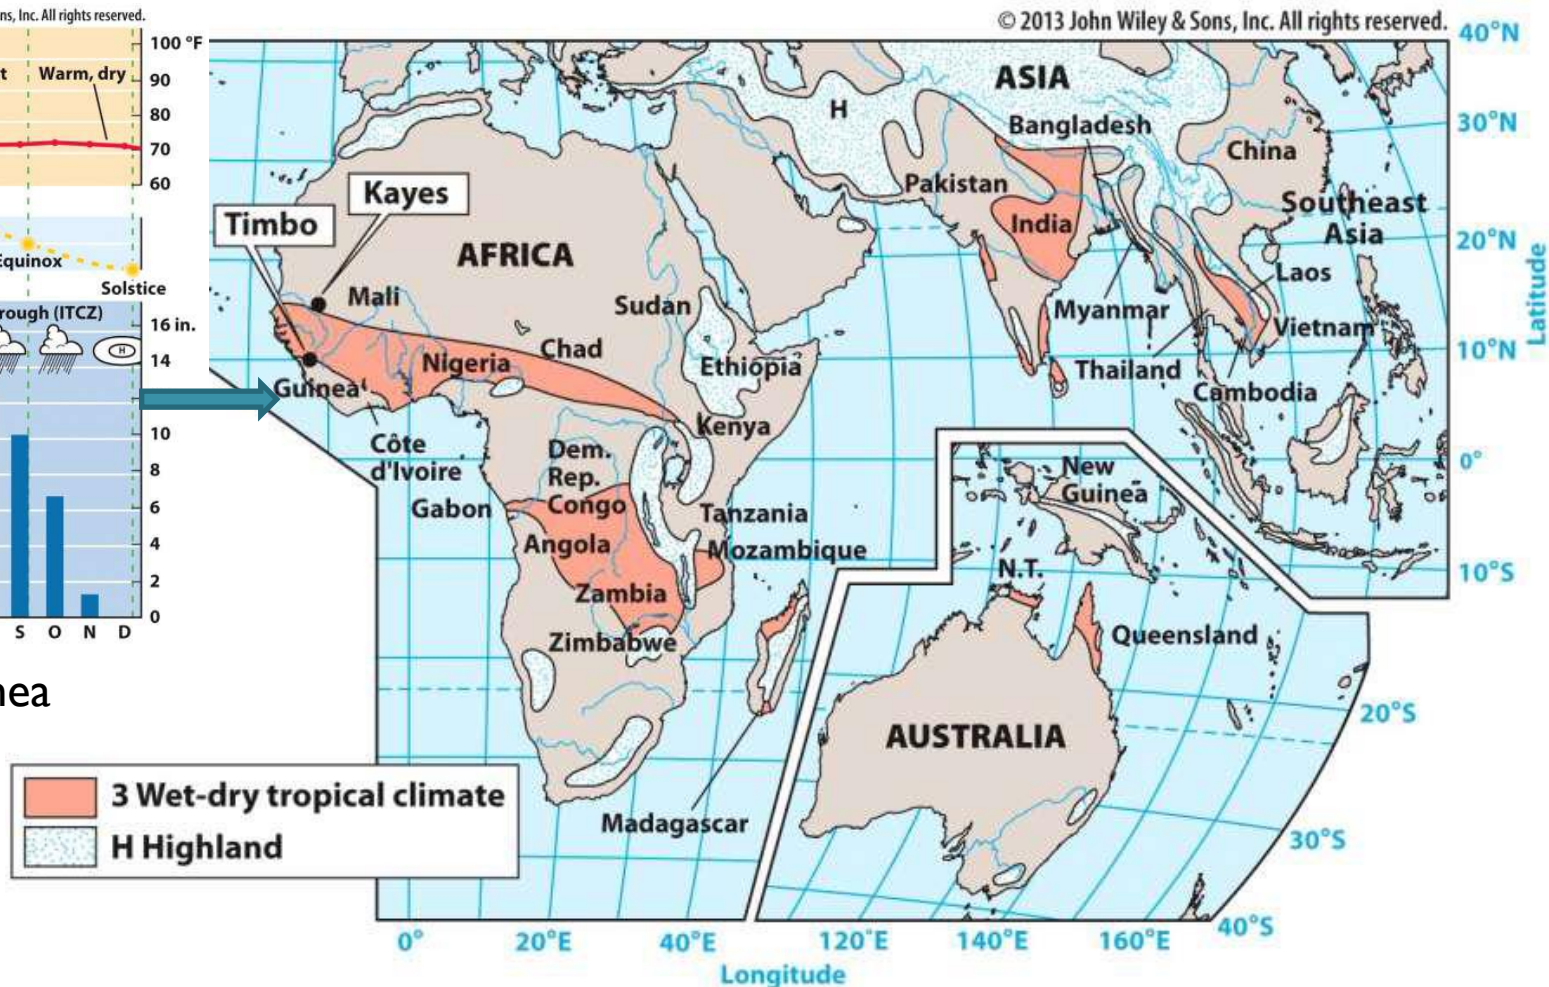 ns, Inc. All rights reserved.
100 °F
t
Warm, dry
90
80
70
60
Equinox
Solstice
rough (ITCZ)
16 in.
H
14
10
8
6
4
2
0
S O N D
nea
© 2013 John Wiley & Sons, Inc. All rights reserved.
40°N
ASIA
H
30°N
Bangladesh
China
Pakistan
Kayes
Southeast
Asia
Timbo
India
20°N
AFRICA
Laos
Latitude
Mali
Sudan
Myanmar
Vietnam
Chad
10°N
Nigeria
Ethiopia
Thailand
Guinea
Cambodia
Kenya
Côte
d'Ivoire
Dem.
Rep.
Congo
0°
New
Guinea
Gabon
Tanzania
Angola
Mozambique
10°S
N.T.
Zambia
Zimbabwe
Queensland
20°S
AUSTRALIA
3 Wet-dry tropical climate
Madagascar
H Highland
30°S
40°S
0° 20°E 40°E 120°E 140°E 160°E
Longitude